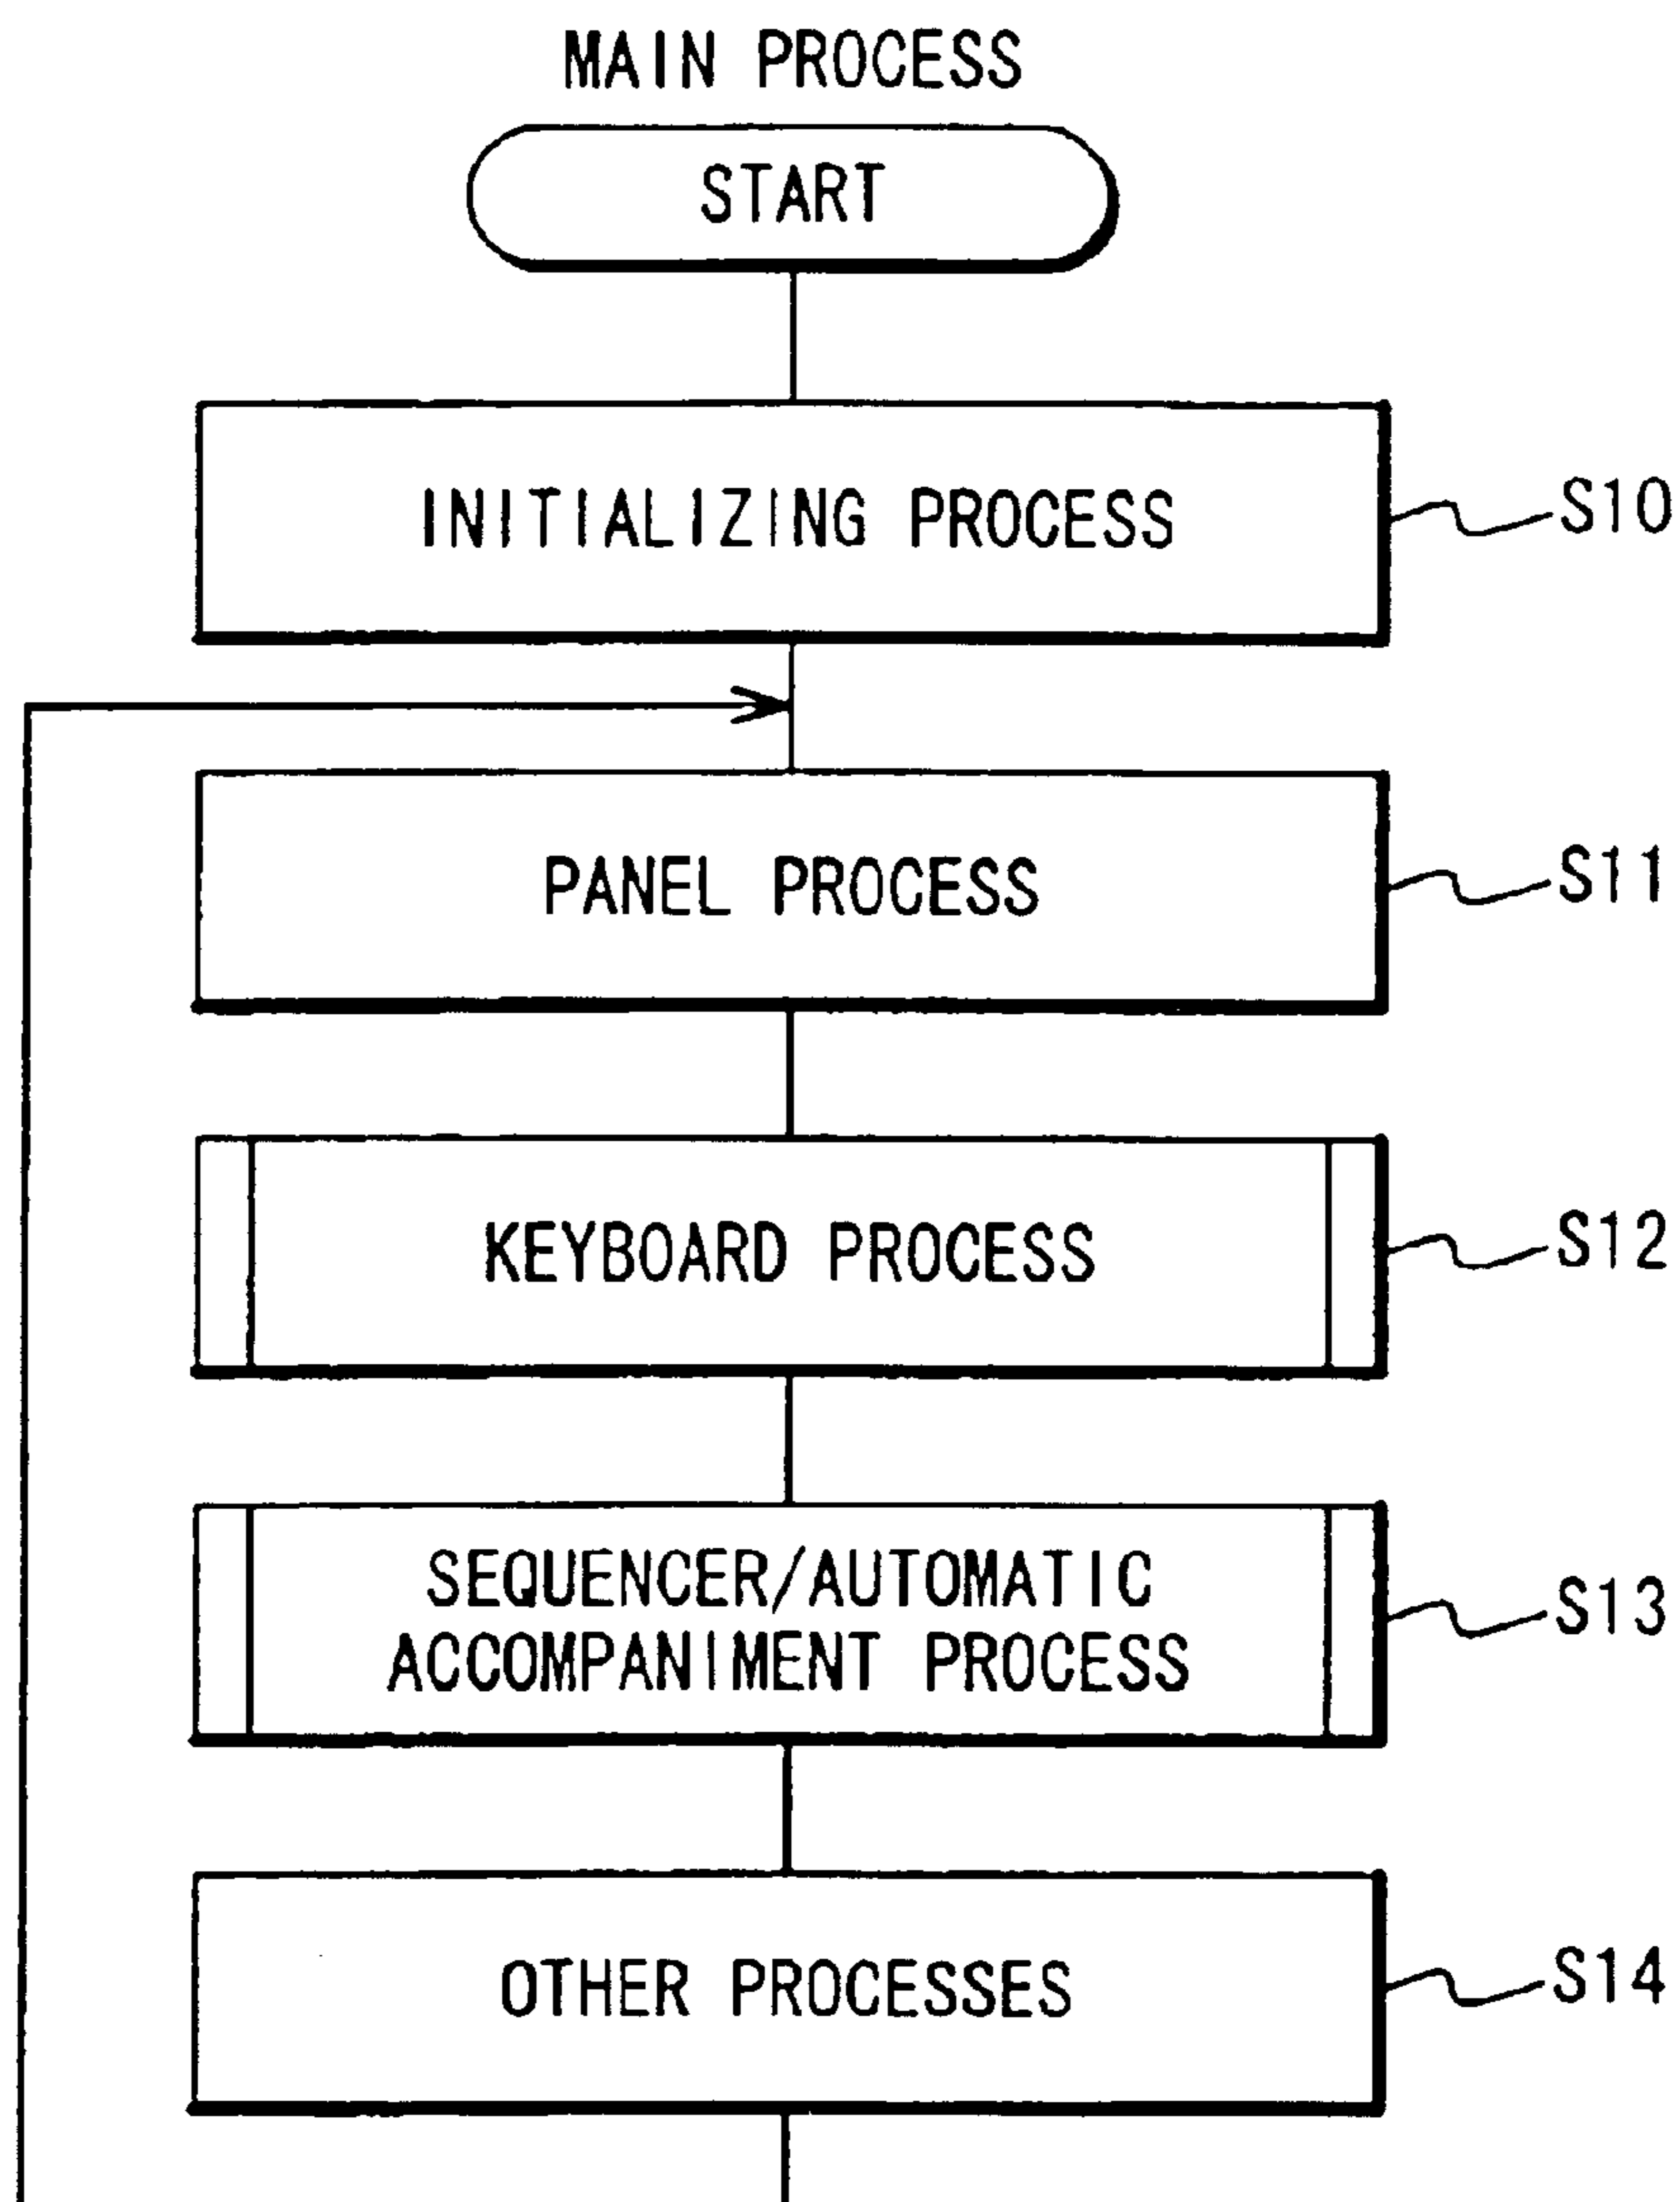 MAIN PROCESS
START
INITIALIZING PROCESS
S10
PANEL PROCESS
S11
KEYBOARD PROCESS
S12
SEQUENCER/AUTOMATIC
ACCOMPANIMENT PROCESS
S13
OTHER PROCESSES
S14